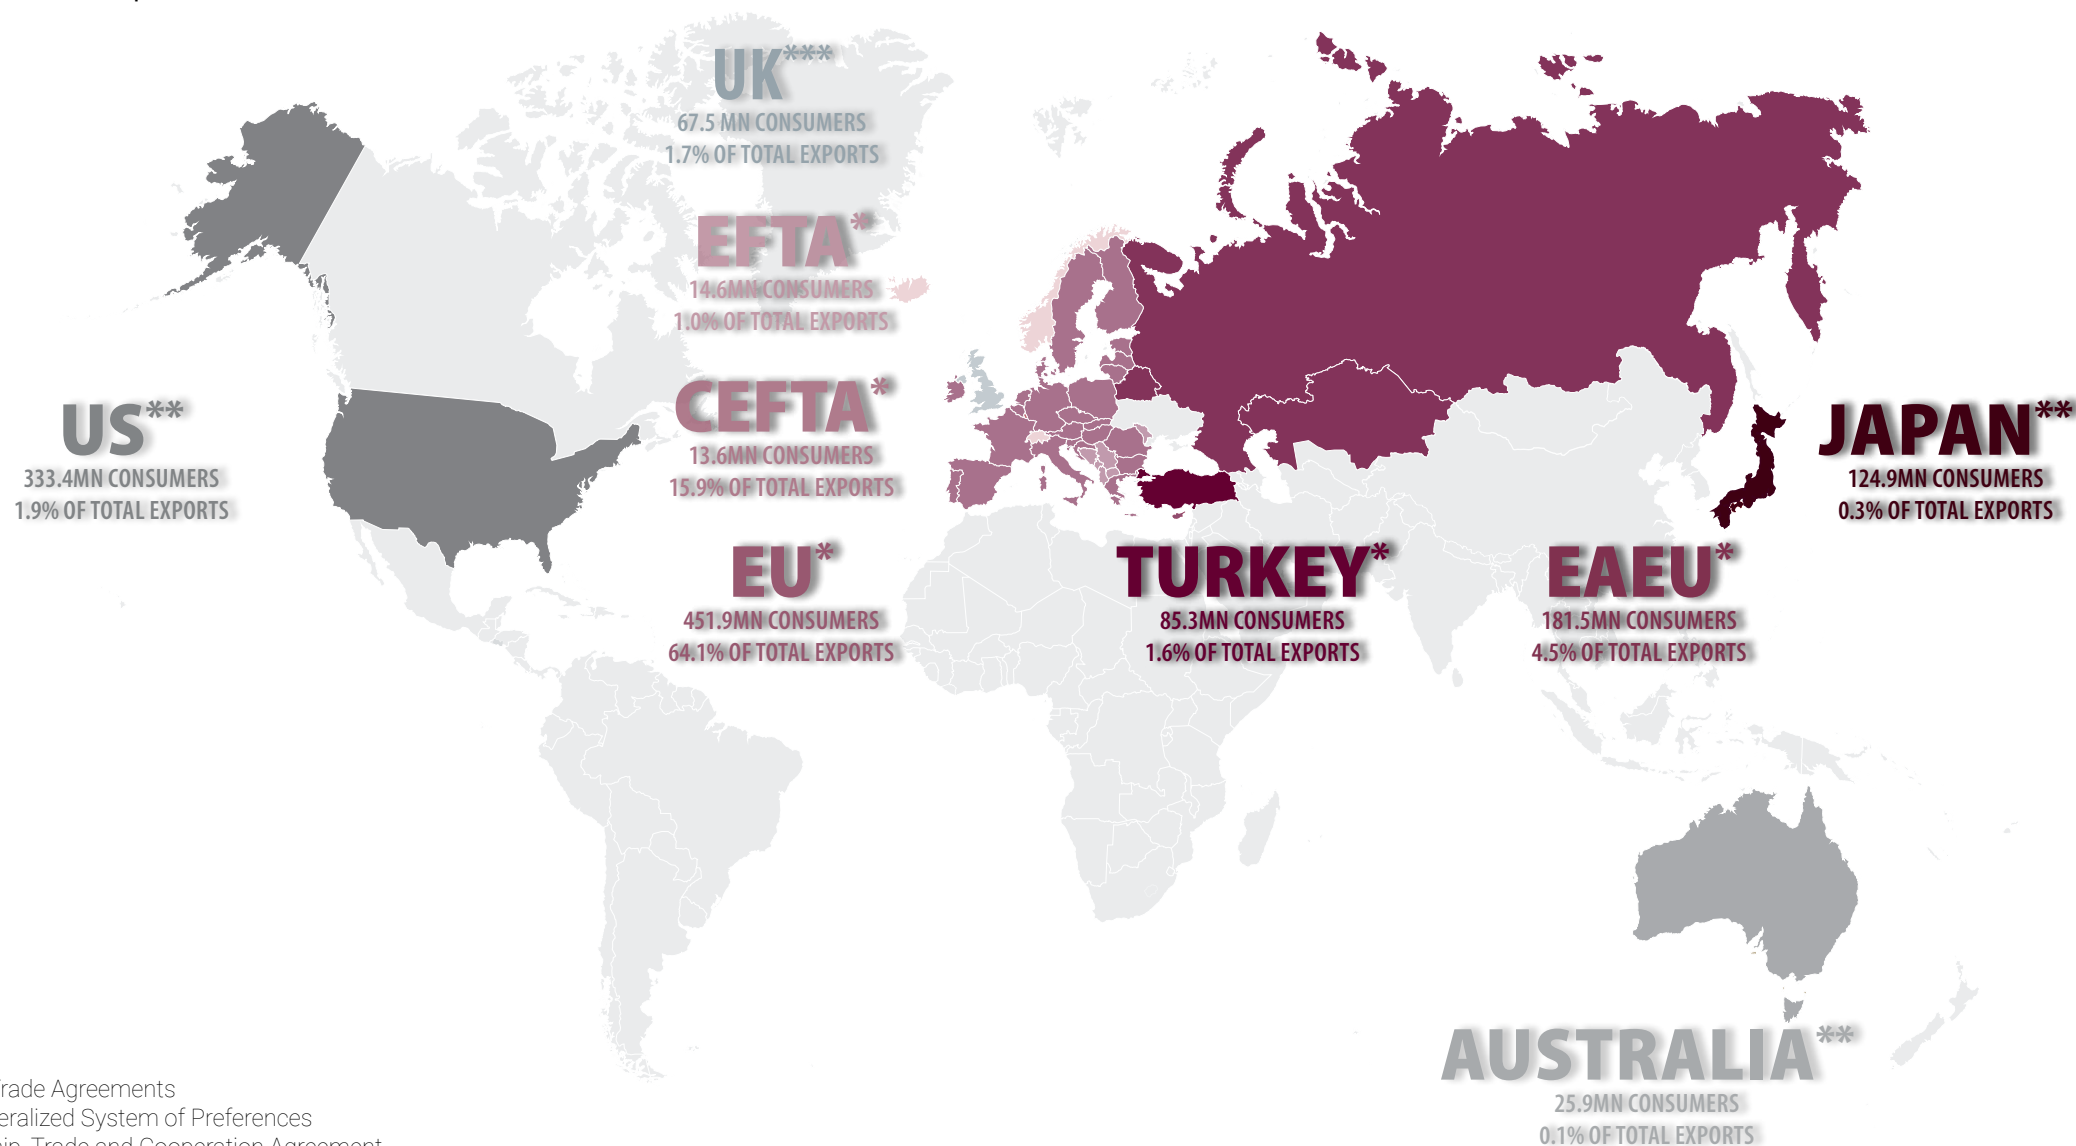 UK***
67.5 MN CONSUMERS
1.7% OF TOTAL EXPORTS
EFTA*
14.6MN CONSUMERS
1.0% OF TOTAL EXPORTS
CEFTA*
13.6MN CONSUMERS
15.9% OF TOTAL EXPORTS
US**
333.4MN CONSUMERS
1.9% OF TOTAL EXPORTS
JAPAN**
124.9MN CONSUMERS
0.3% OF TOTAL EXPORTS
EU*
451.9MN CONSUMERS
64.1% OF TOTAL EXPORTS
TURKEY*
85.3MN CONSUMERS
1.6% OF TOTAL EXPORTS
EAEU*
181.5MN CONSUMERS
4.5% OF TOTAL EXPORTS
AUSTRALIA**
25.9MN CONSUMERS
0.1% OF TOTAL EXPORTS
rade Agreements
eralized System of Preferences
Trade and Cooperation Agreement